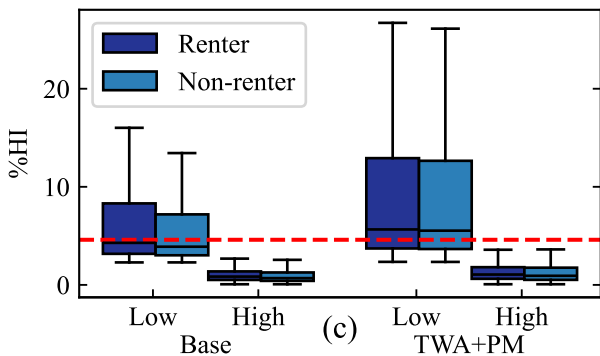 Renter
Non-renter
%HI
20
10
0
Low High Low High
Base (c) TWA+PM